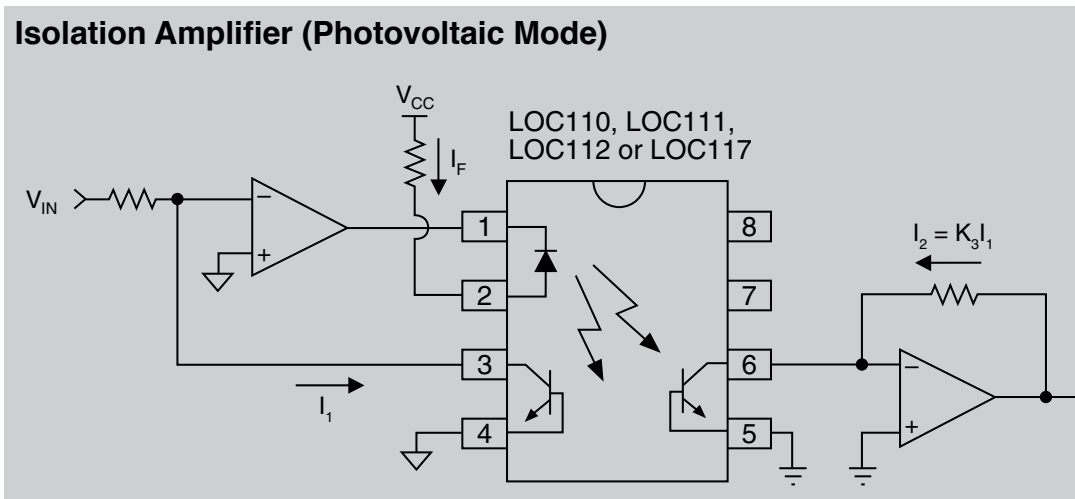 Isolation Amplifier (Photovoltaic Mode)
V_CC
LOC110, LOC111,
LOC112 or LOC117
I_F
V_IN
−
+
1
2
3
4
8
7
6
5
I_1
I_2 = K_3I_1
−
+